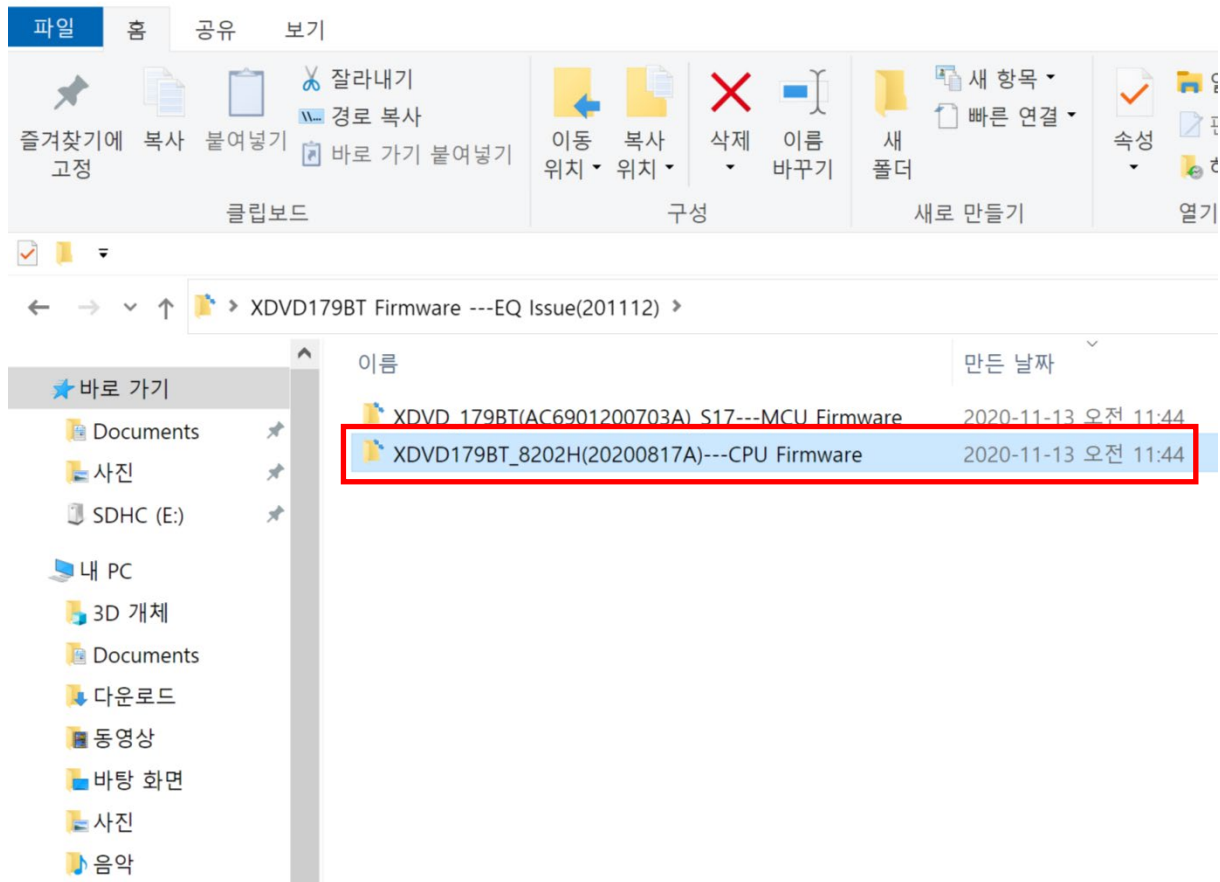 파일 홈 공유 보기
즐겨찾기에 고정
복사
붙여넣기
잘라내기
경로 복사
바로 가기 붙여넣기
이동 위치
복사 위치
삭제
이름 바꾸기
새 폴더
새 항목
빠른 연결
속성
클립보드 구성 새로 만들기 열기
XDVD179BT Firmware ---EQ Issue(201112)
이름 만든 날짜
XDVD_179BT(AC6901200703A)_S17---MCU Firmware 2020-11-13 오전 11:44
XDVD179BT_8202H(20200817A)---CPU Firmware 2020-11-13 오전 11:44
바로 가기
Documents
사진
SDHC (E:)
내 PC
3D 개체
Documents
다운로드
동영상
바탕 화면
사진
음악